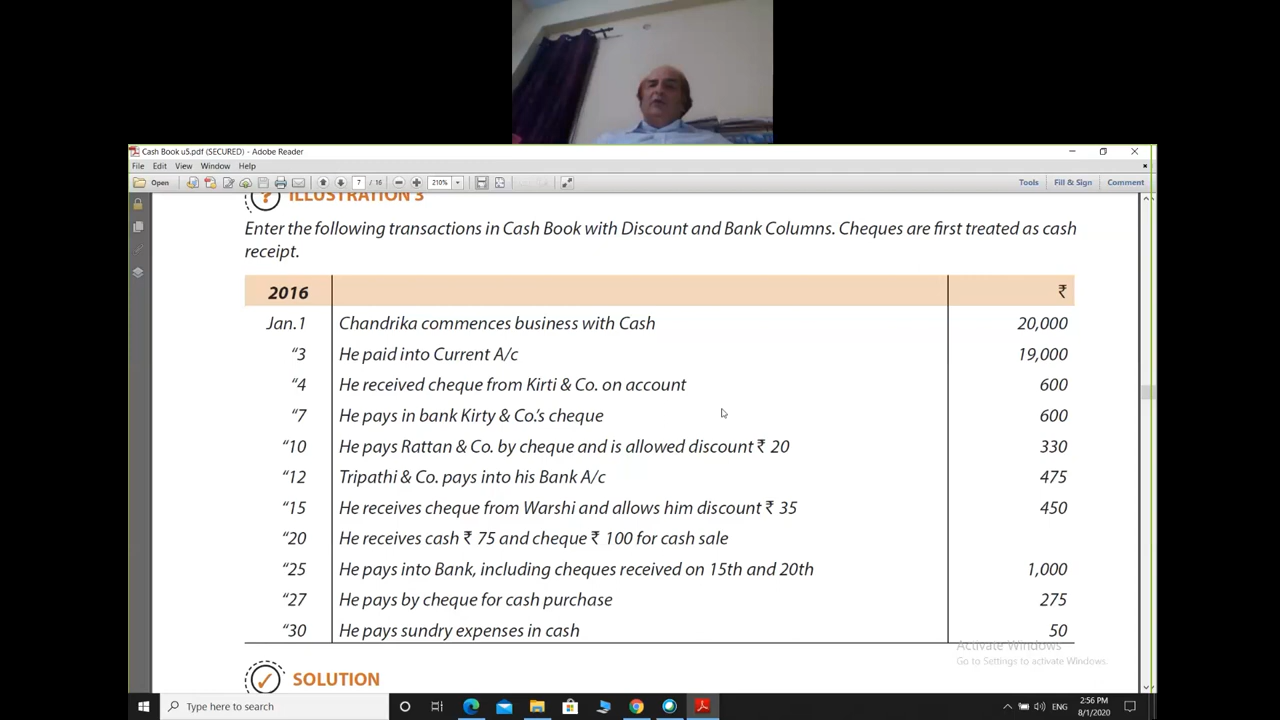 Cash Book u5.pdf (SECURED) - Adobe Reader
File Edit View Window Help
Open 7 / 16 210% Tools Fill & Sign Comment
ILLUSTRATION 3
Enter the following transactions in Cash Book with Discount and Bank Columns. Cheques are first treated as cash
receipt.
2016 ₹
Jan.1 Chandrika commences business with Cash 20,000
“3 He paid into Current A/c 19,000
“4 He received cheque from Kirti & Co. on account 600
“7 He pays in bank Kirty & Co.’s cheque 600
“10 He pays Rattan & Co. by cheque and is allowed discount ₹ 20 330
“12 Tripathi & Co. pays into his Bank A/c 475
“15 He receives cheque from Warshi and allows him discount ₹ 35 450
“20 He receives cash ₹ 75 and cheque ₹ 100 for cash sale
“25 He pays into Bank, including cheques received on 15th and 20th 1,000
“27 He pays by cheque for cash purchase 275
“30 He pays sundry expenses in cash 50
Activate Windows
Go to Settings to activate Windows.
SOLUTION
Type here to search
ENG
2:56 PM
8/1/2020